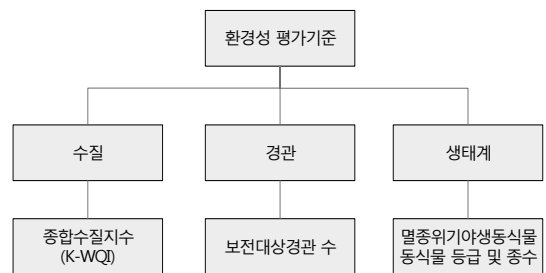 환경성 평가기준
수질
경관
생태계
종합수질지수
(K-WQI)
보전대상경관 수
멸종위기야생동식물
동식물 등급 및 종수